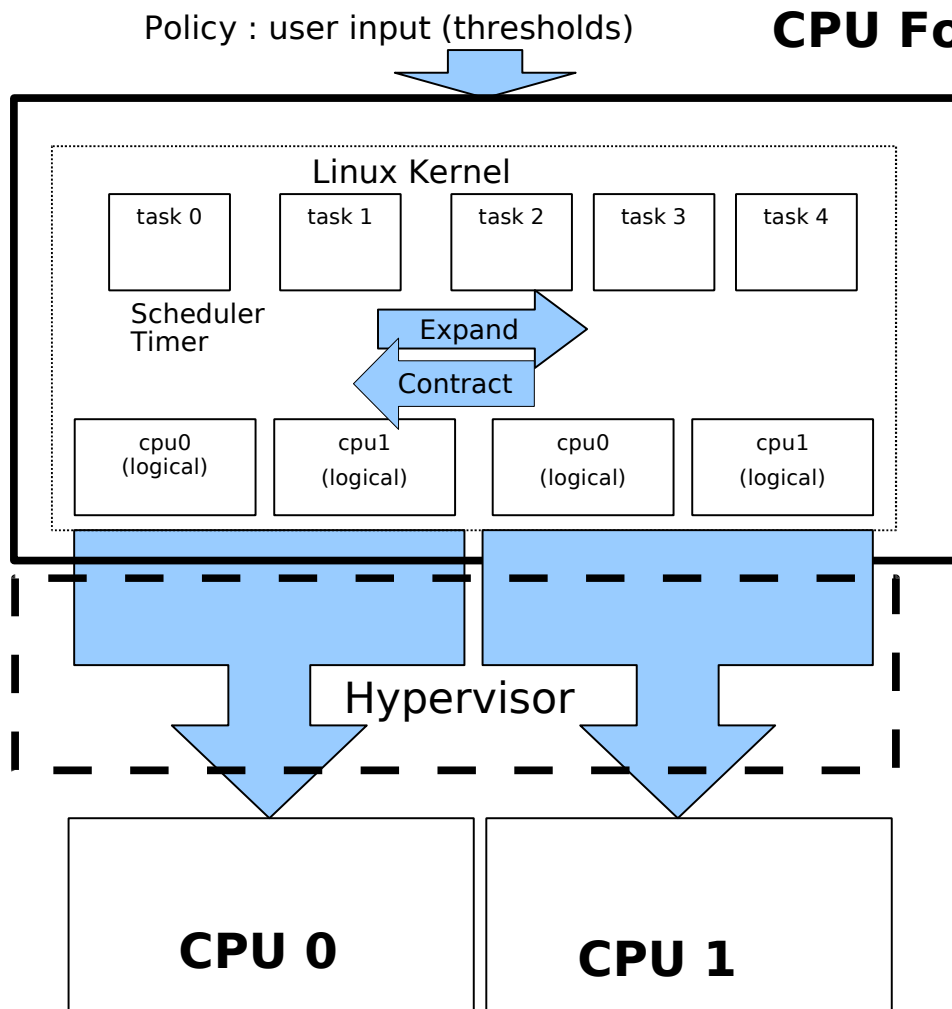 Policy : user input (thresholds)
CPU Fo
Linux Kernel
task 0
task 1
task 2
task 3
task 4
Scheduler
Timer
Expand
Contract
cpu0
(logical)
cpu1
(logical)
cpu0
(logical)
cpu1
(logical)
Hypervisor
CPU 0
CPU 1